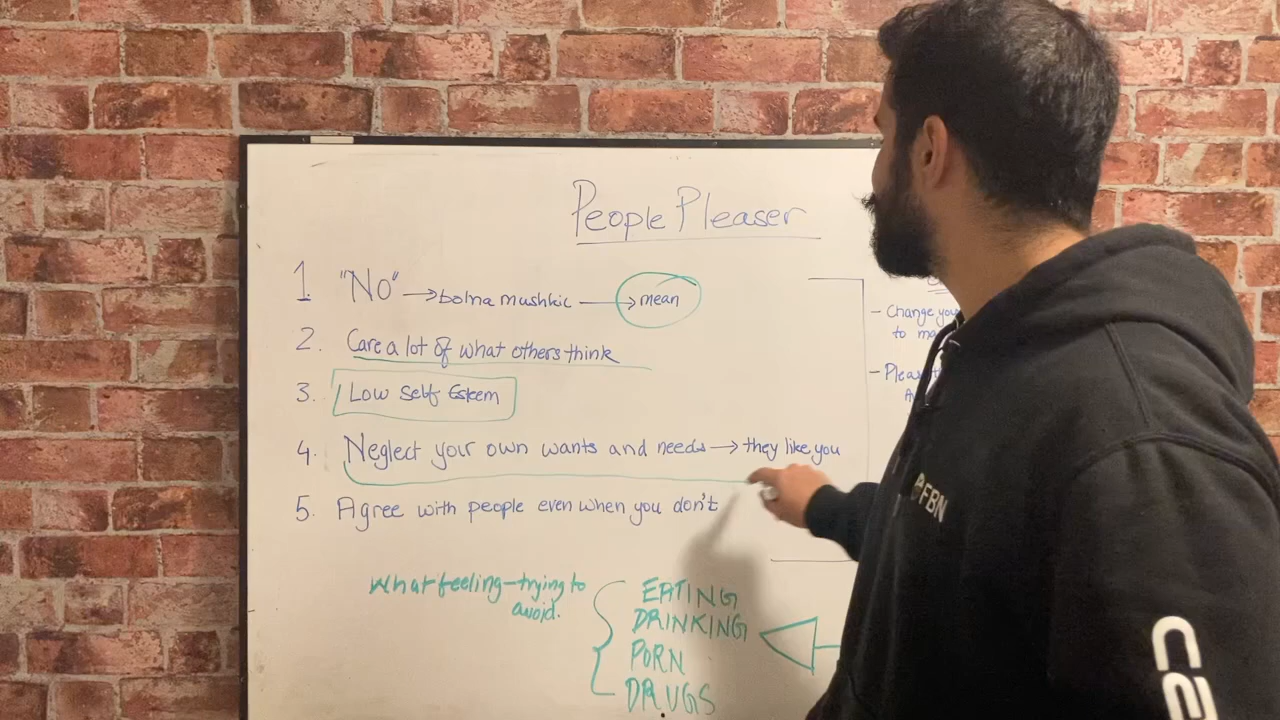 People Pleaser
1 "No" → bolna mushkil → mean
2. Care a lot of what others think
3. Low Self Esteem
4. Neglect your own wants and needs → they like you
5. Agree with people even when you don't
- Change you
to
-
What feeling - trying to
avoid.
EATING
DRINKING
PORN
DRUGS
FBN